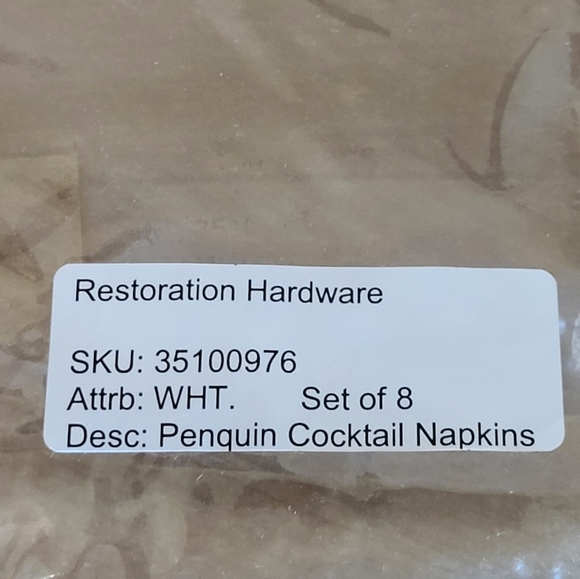 Restoration Hardware
SKU: 35100976
Attrb: WHT. Set of 8
Desc: Penquin Cocktail Napkins